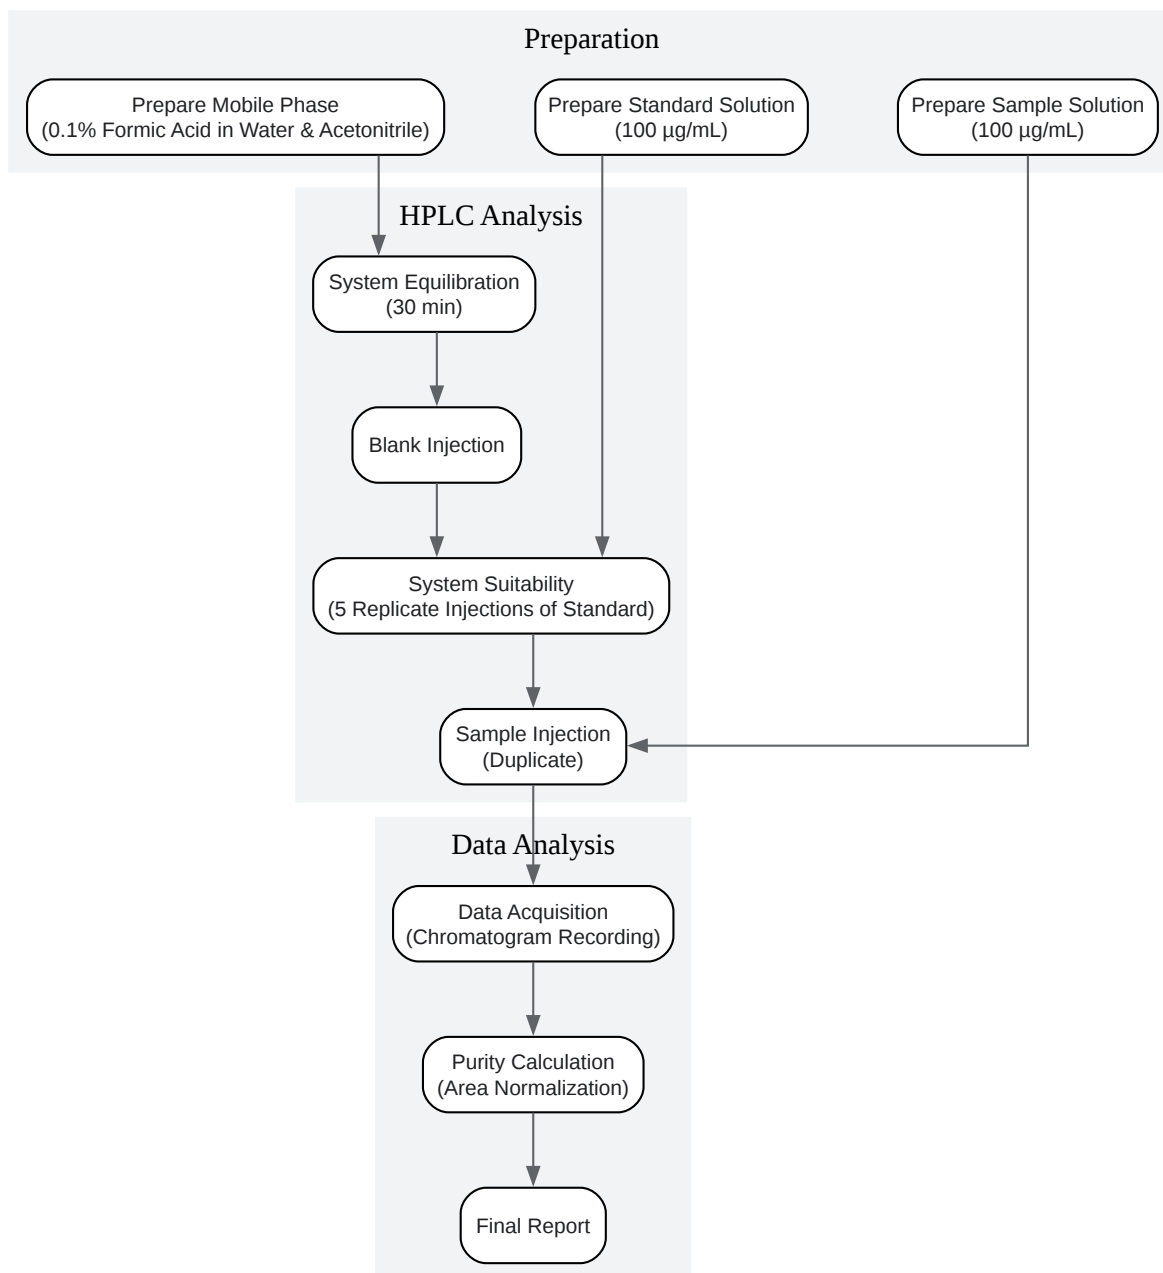 Preparation
Prepare Mobile Phase
(0.1% Formic Acid in Water & Acetonitrile)
Prepare Standard Solution
(100 µg/mL)
Prepare Sample Solution
(100 µg/mL)
HPLC Analysis
System Equilibration
(30 min)
Blank Injection
System Suitability
(5 Replicate Injections of Standard)
Sample Injection
(Duplicate)
Data Analysis
Data Acquisition
(Chromatogram Recording)
Purity Calculation
(Area Normalization)
Final Report